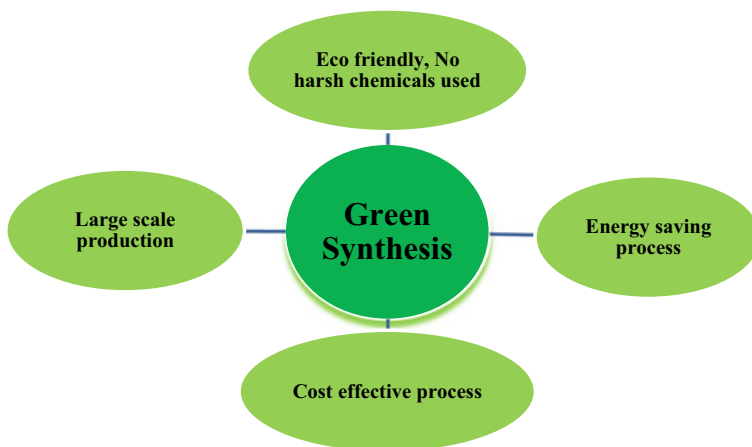 Eco friendly, No
harsh chemicals used
Large scale
production
Green
Synthesis
Energy saving
process
Cost effective process